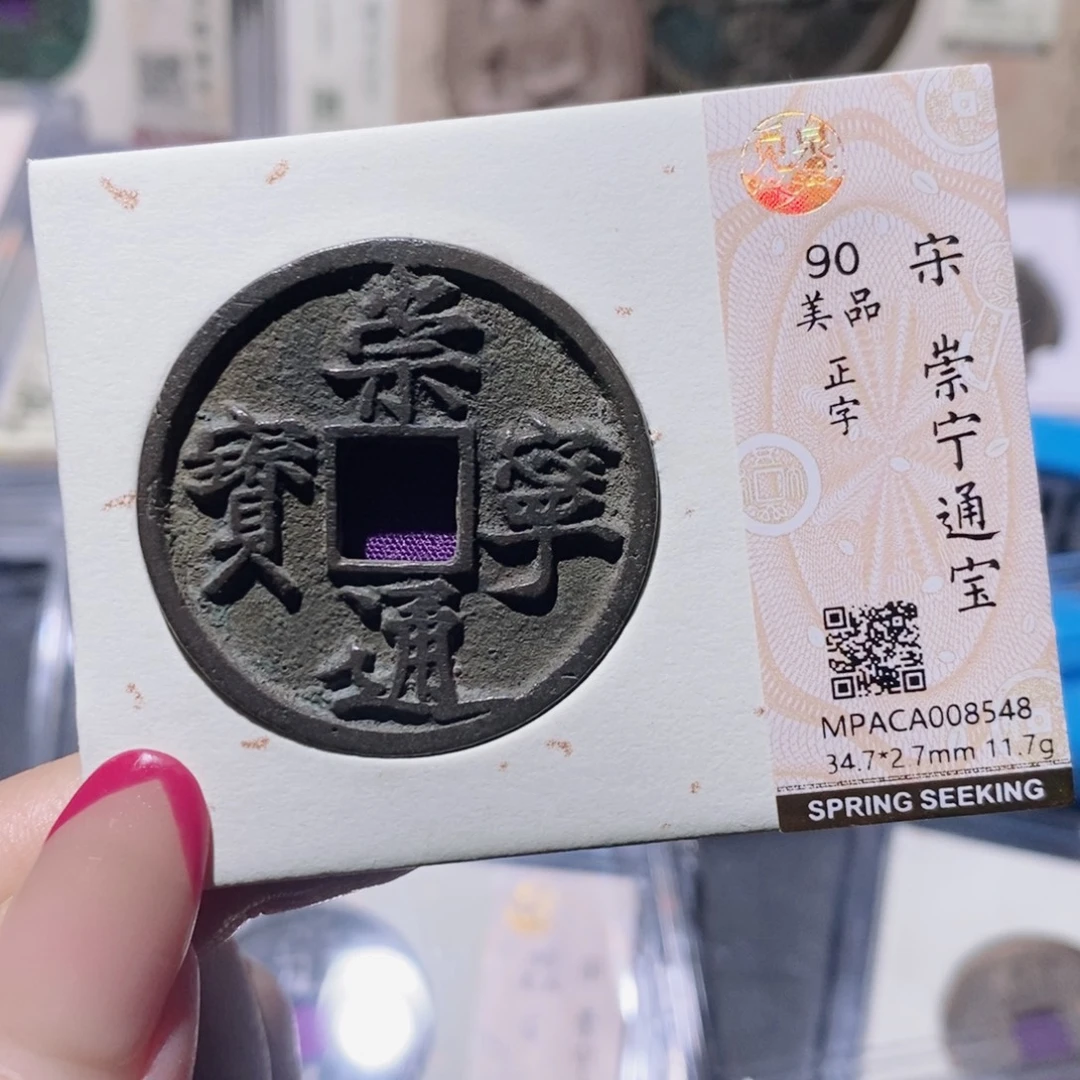 崇
寧
通
寶
宋 崇宁通宝
90
美品
正字
MPACA008548
34.7*2.7mm 11.7g
SPRING SEEKING